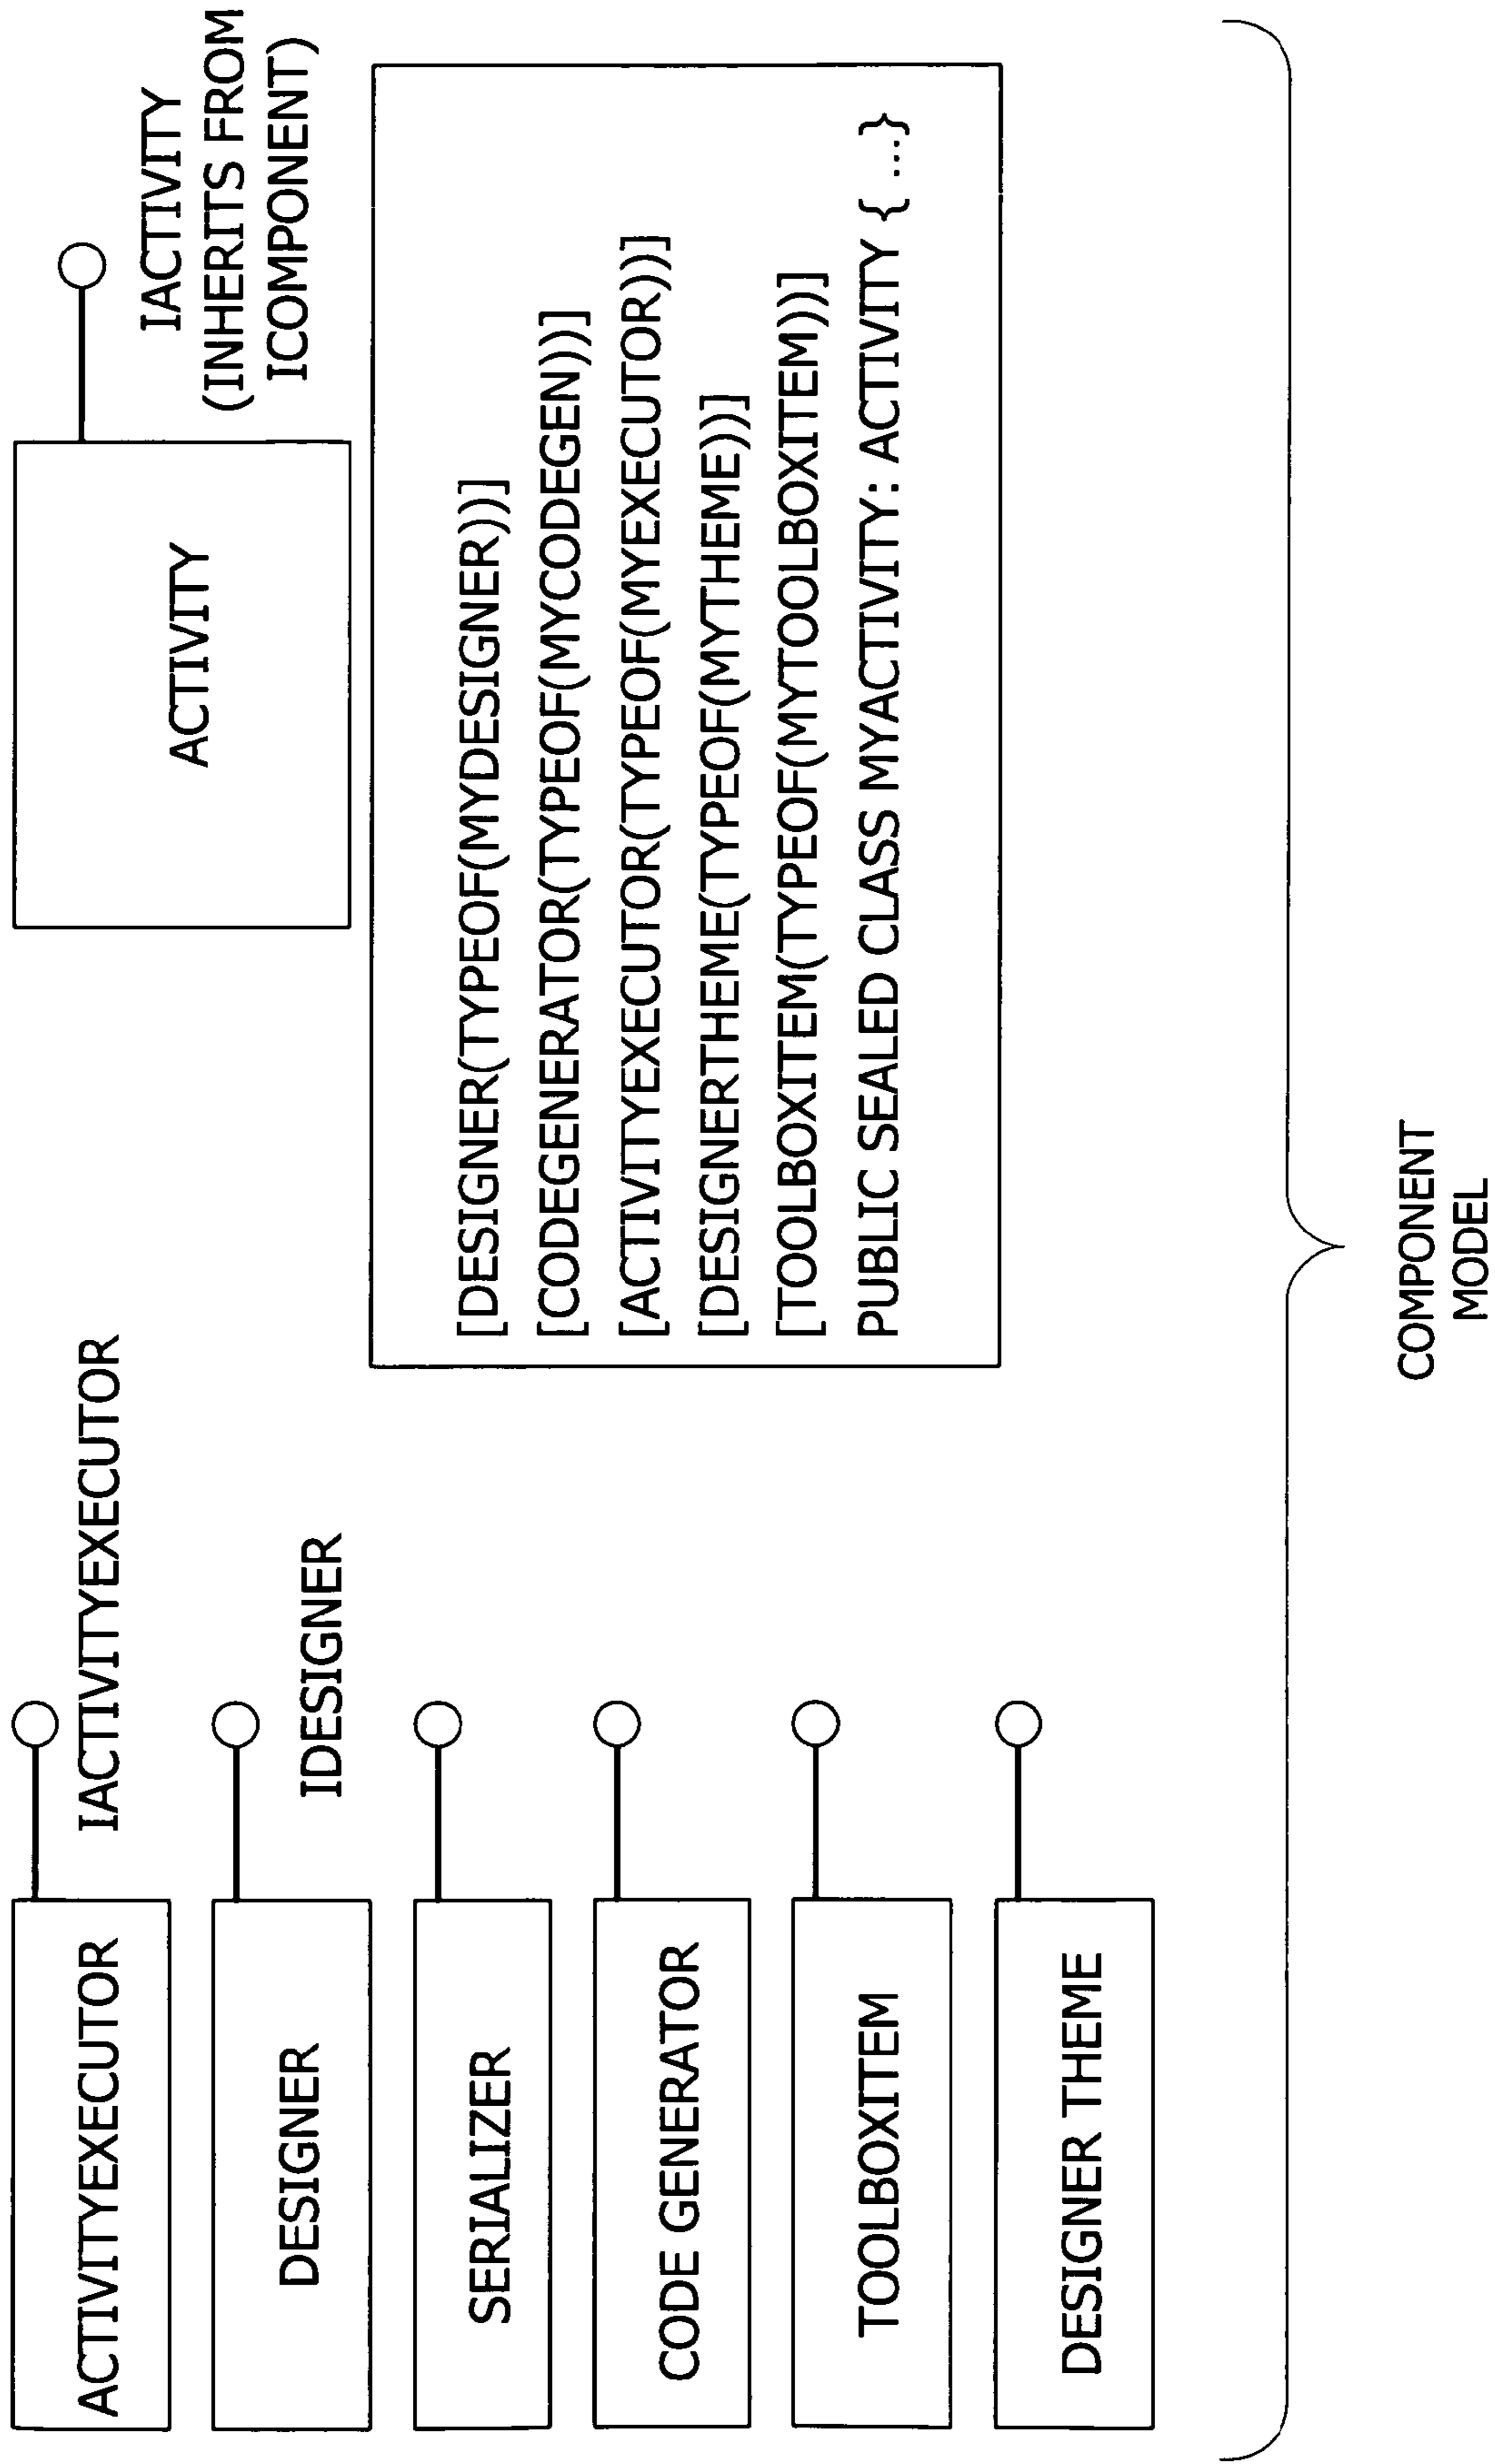 ACTIVITYEXECUTOR
IACTIVITYEXECUTOR
DESIGNER
IDESIGNER
SERIALIZER
CODE GENERATOR
TOOLBOXITEM
DESIGNER THEME
ACTIVITY
IACTIVITY
(INHERITS FROM
ICOMPONENT)
[DESIGNER(TYPEOF(MYDESIGNER))]
[CODEGENERATOR(TYPEOF(MYCODEGEN))]
[ACTIVITYEXECUTOR(TYPEOF(MYEXECUTOR))]
[DESIGNERTHEME(TYPEOF(MYTHEME))]
[TOOLBOXITEM(TYPEOF(MYTOOLBOXITEM))]
PUBLIC SEALED CLASS MYACTIVITY: ACTIVITY { ...}
COMPONENT
MODEL